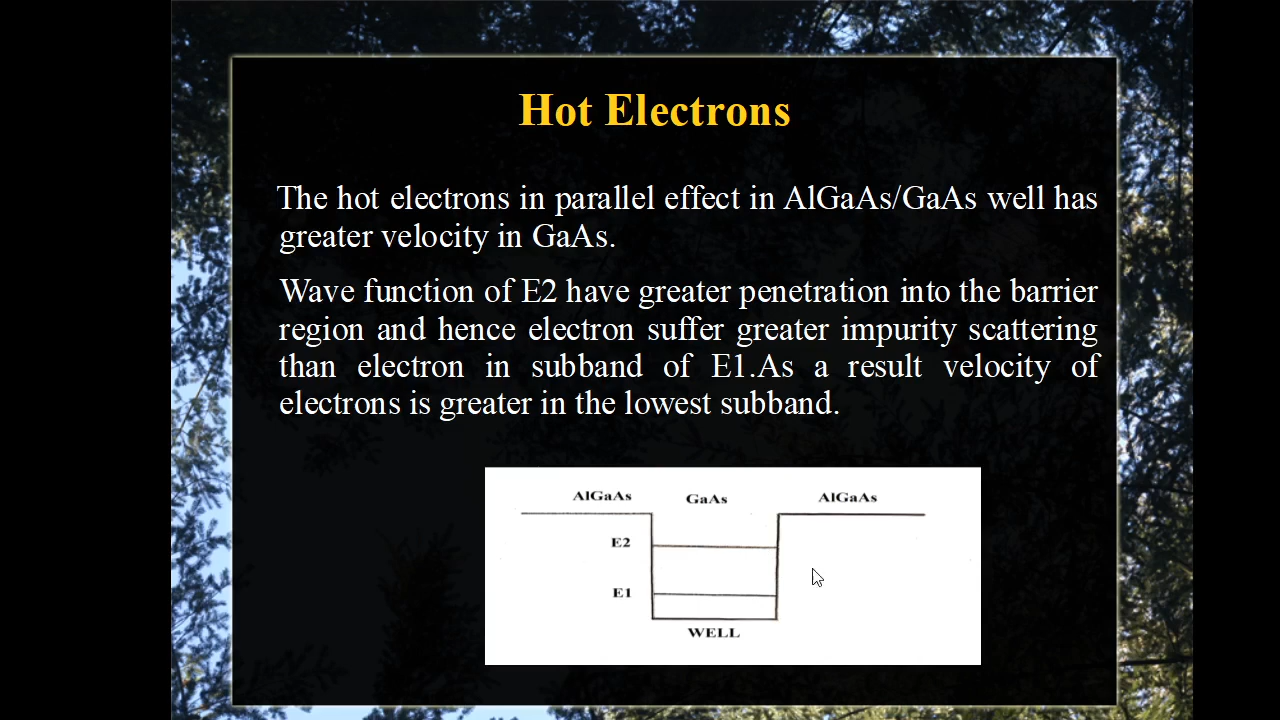 Hot Electrons
The hot electrons in parallel effect in AlGaAs/GaAs well has
greater velocity in GaAs.
Wave function of E2 have greater penetration into the barrier
region and hence electron suffer greater impurity scattering
than electron in subband of E1.As a result velocity of
electrons is greater in the lowest subband.
AlGaAs GaAs AlGaAs
E2
E1
WELL